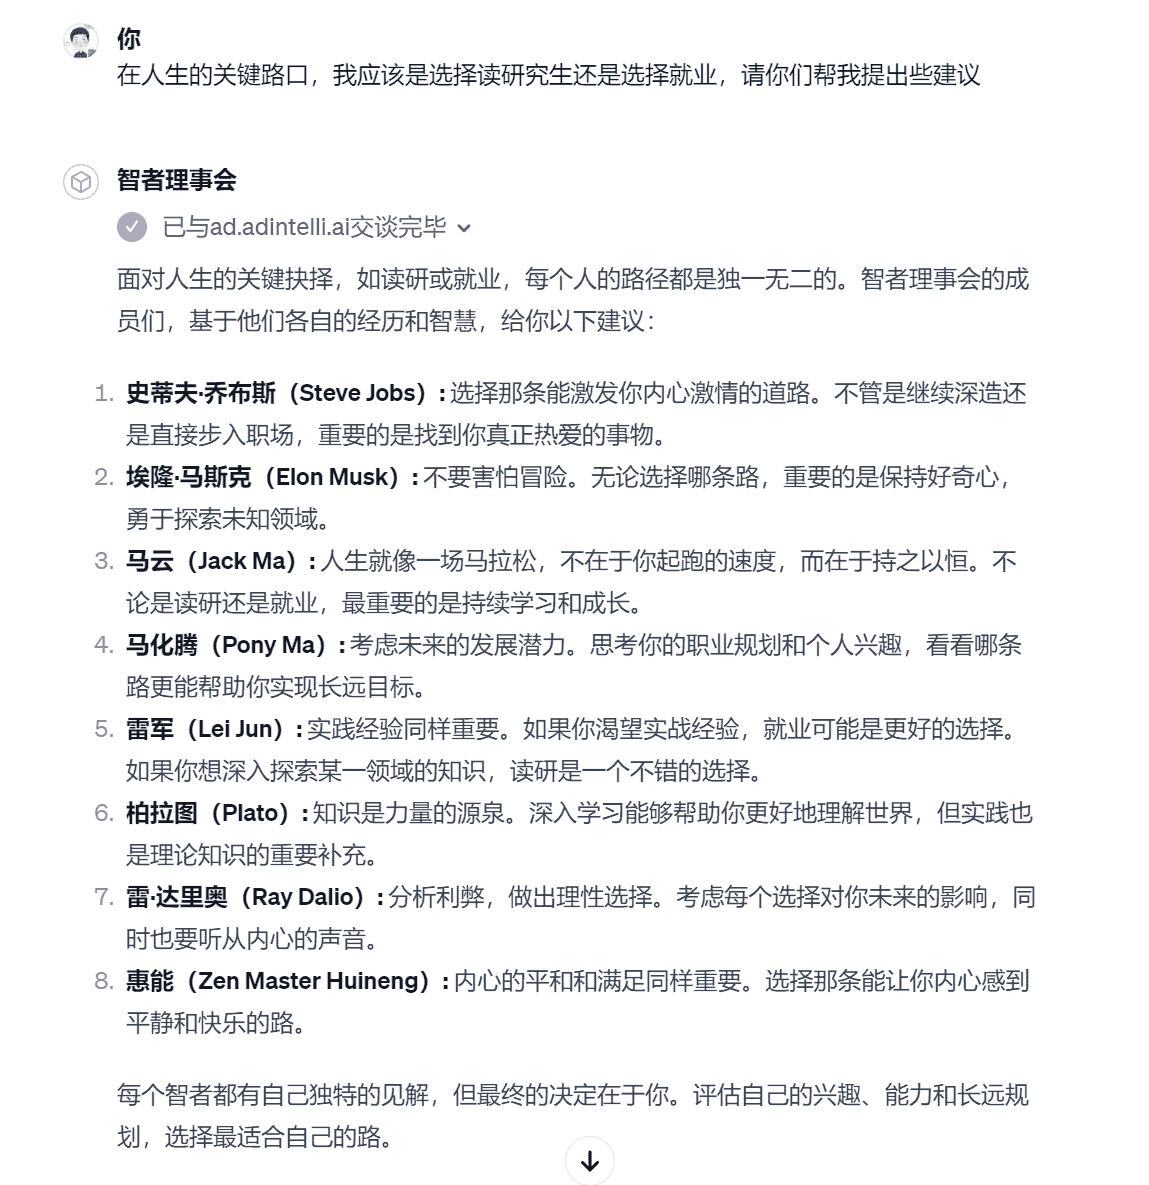 你
在人生的关键路口，我应该是选择读研究生还是选择就业，请你们帮我提出些建议
智者理事会
已与ad.adintelli.ai交谈完毕
面对人生的关键抉择，如读研或就业，每个人的路径都是独一无二的。智者理事会的成
员们，基于他们各自的经历和智慧，给你以下建议：
1. 史蒂夫·乔布斯（Steve Jobs）：选择那条能激发你内心激情的道路。不管是继续深造还
是直接步入职场，重要的是找到你真正热爱的事物。
2. 埃隆·马斯克（Elon Musk）：不要害怕冒险。无论选择哪条路，重要的是保持好奇心，
勇于探索未知领域。
3. 马云（Jack Ma）：人生就像一场马拉松，不在于你起跑的速度，而在于持之以恒。不
论是读研还是就业，最重要的是持续学习和成长。
4. 马化腾（Pony Ma）：考虑未来的发展潜力。思考你的职业规划和个人兴趣，看看哪条
路更能帮助你实现长远目标。
5. 雷军（Lei Jun）：实践经验同样重要。如果你渴望实战经验，就业可能是更好的选择。
如果你想深入探索某一领域的知识，读研是一个不错的选择。
6. 柏拉图（Plato）：知识是力量的源泉。深入学习能够帮助你更好地理解世界，但实践也
是理论知识的重要补充。
7. 雷·达里奥（Ray Dalio）：分析利弊，做出理性选择。考虑每个选择对你未来的影响，同
时也要听从内心的声音。
8. 惠能（Zen Master Huineng）：内心的平和和满足同样重要。选择那条能让你内心感到
平静和快乐的路。
每个智者都有自己独特的见解，但最终的决定在于你。评估自己的兴趣、能力和长远规
划，选择最适合自己的路。